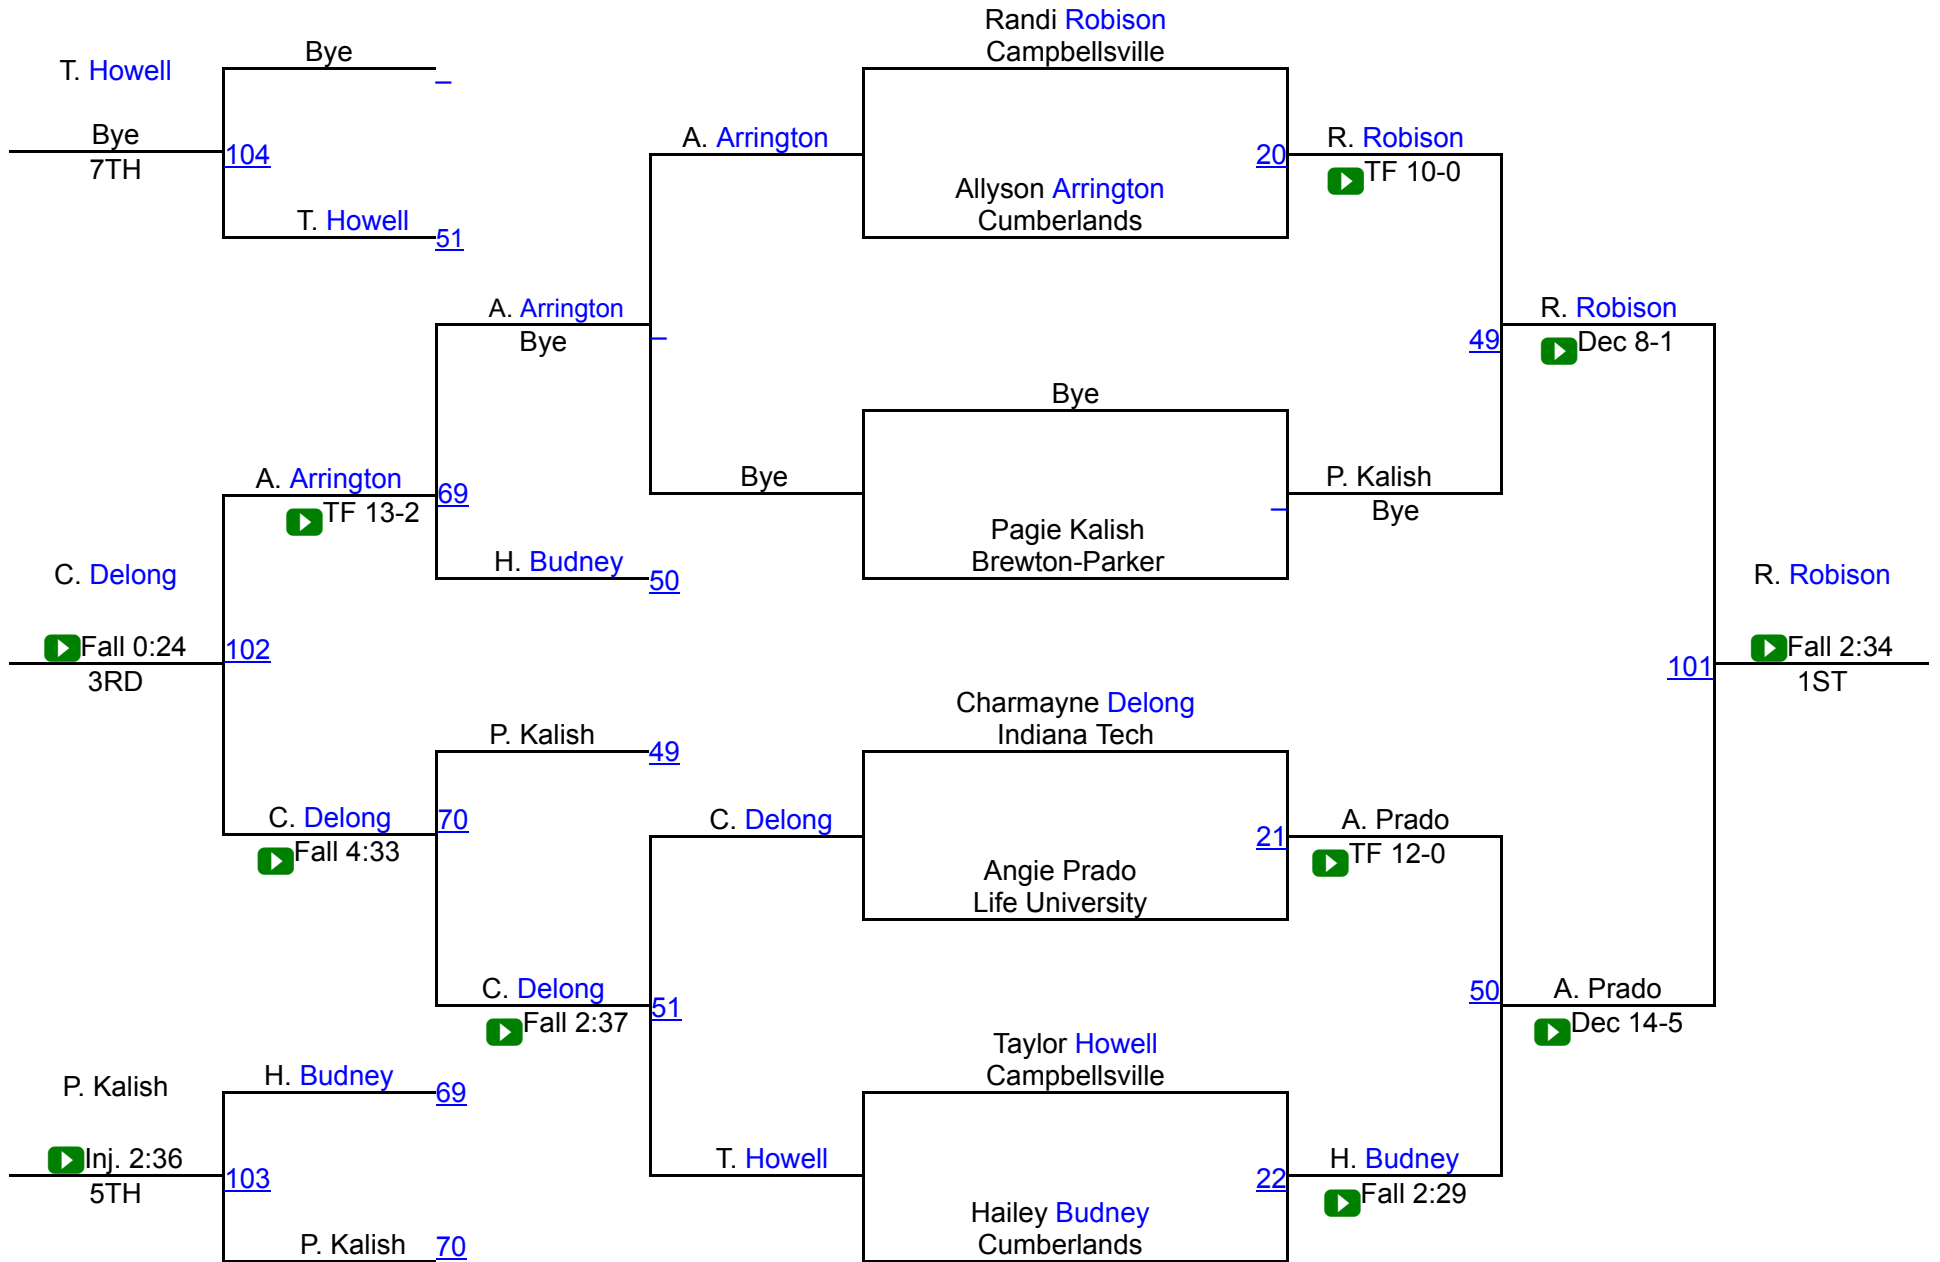 Randi Robison
Campbellsville
Bye
T. Howell
–
Bye
7TH
104
A. Arrington
20
R. Robison
TF 10-0
Allyson Arrington
Cumberlands
T. Howell
51
A. Arrington
Bye
–
49
R. Robison
Dec 8-1
Bye
A. Arrington
TF 13-2
69
Bye
P. Kalish
Bye
–
Pagie Kalish
Brewton-Parker
H. Budney
50
C. Delong
Fall 0:24
3RD
102
R. Robison
Fall 2:34
1ST
101
P. Kalish
49
Charmayne Delong
Indiana Tech
C. Delong
Fall 4:33
70
C. Delong
21
A. Prado
TF 12-0
Angie Prado
Life University
C. Delong
Fall 2:37
51
50
A. Prado
Dec 14-5
Taylor Howell
Campbellsville
P. Kalish
H. Budney
69
Inj. 2:36
5TH
103
T. Howell
22
H. Budney
Fall 2:29
Hailey Budney
Cumberlands
P. Kalish
70